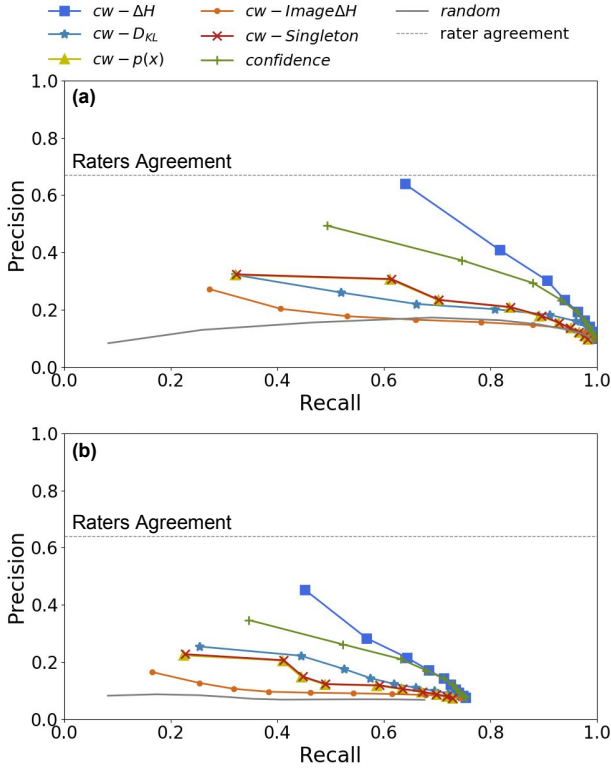 cw − ΔH cw − ImageΔH random
cw − D_KL cw − Singleton rater agreement
cw − p(x) confidence
1.0
(a)
0.8
Raters Agreement
0.6
Precision
0.4
0.2
0.0
0.0 0.2 0.4 0.6 0.8 1.0
Recall
1.0
(b)
0.8
Raters Agreement
0.6
Precision
0.4
0.2
0.0
0.0 0.2 0.4 0.6 0.8 1.0
Recall